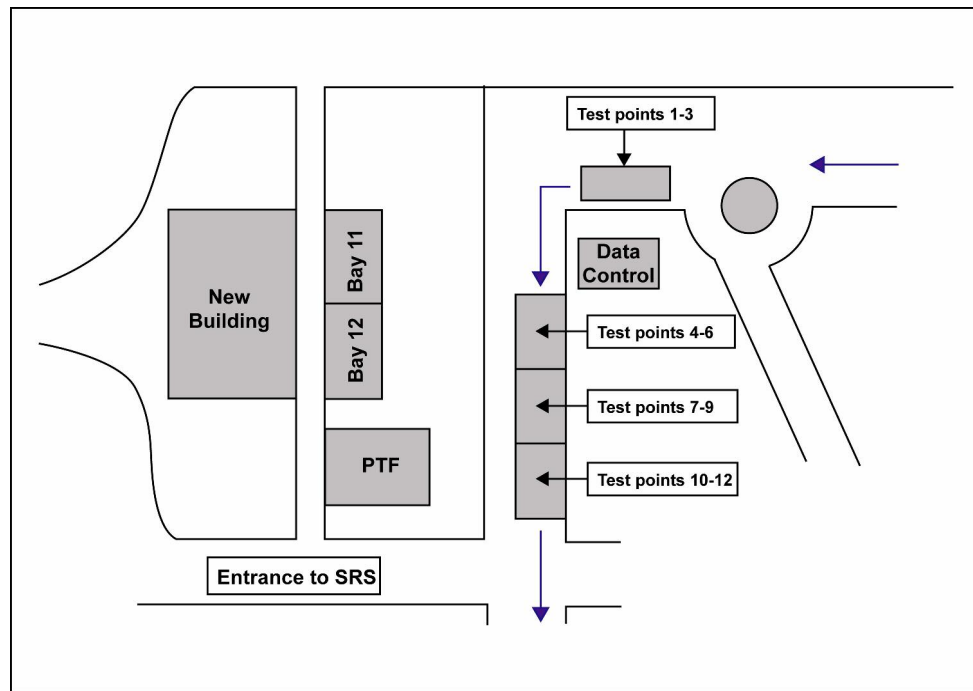 Test points 1-3
Data
Control
Bay 11
New
Building
Bay 12
Test points 4-6
Test points 7-9
PTF
Test points 10-12
Entrance to SRS